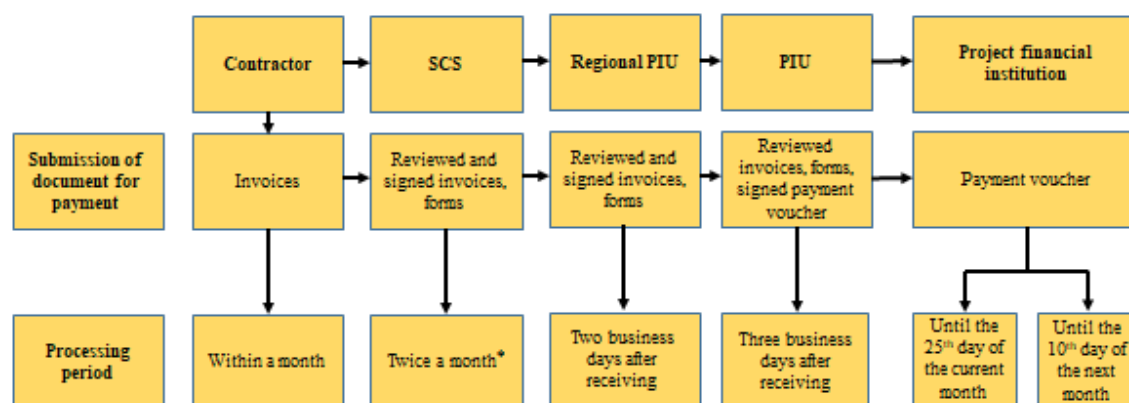 Contractor
SCS
Regional PIU
PIU
Project financial
institution
Submission of
document for
payment
Invoices
Reviewed and
signed invoices,
forms
Reviewed and
signed invoices,
forms
Reviewed
invoices, forms,
signed payment
voucher
Payment voucher
Processing
period
Within a month
Twice a month*
Two business
days after
receiving
Three business
days after
receiving
Until the
25th day of
the current
month
Until the
10th day of
the next
month